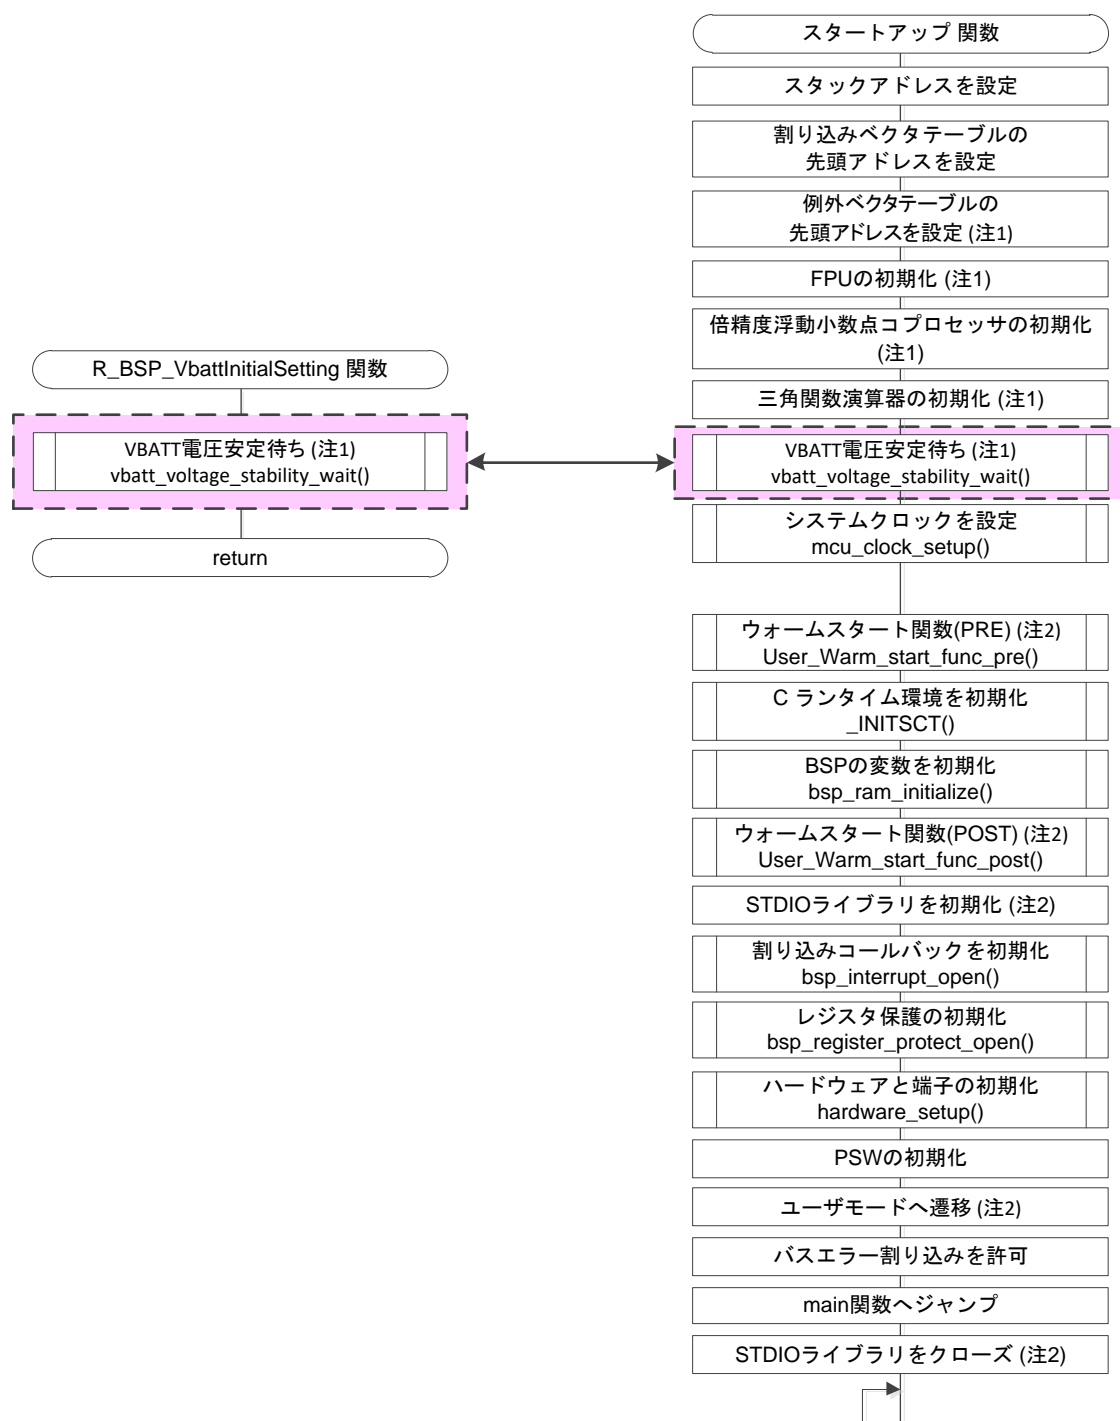 スタートアップ 関数
スタックアドレスを設定
割り込みベクタテーブルの
先頭アドレスを設定
例外ベクタテーブルの
先頭アドレスを設定 (注1)
FPUの初期化 (注1)
倍精度浮動小数点コプロセッサの初期化
(注1)
三角関数演算器の初期化 (注1)
R_BSP_VbattInitialSetting 関数
VBATT電圧安定待ち (注1)
vbatt_voltage_stability_wait()
return
VBATT電圧安定待ち (注1)
vbatt_voltage_stability_wait()
システムクロックを設定
mcu_clock_setup()
ウォームスタート関数(PRE) (注2)
User_Warm_start_func_pre()
C ランタイム環境を初期化
_INITSCT()
BSPの変数を初期化
bsp_ram_initialize()
ウォームスタート関数(POST) (注2)
User_Warm_start_func_post()
STDIOライブラリを初期化 (注2)
割り込みコールバックを初期化
bsp_interrupt_open()
レジスタ保護の初期化
bsp_register_protect_open()
ハードウェアと端子の初期化
hardware_setup()
PSWの初期化
ユーザモードへ遷移 (注2)
バスエラー割り込みを許可
main関数へジャンプ
STDIOライブラリをクローズ (注2)